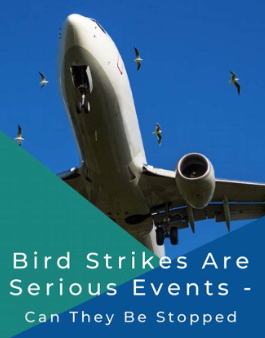 Bird Strikes Are
Serious Events -
Can They Be Stopped